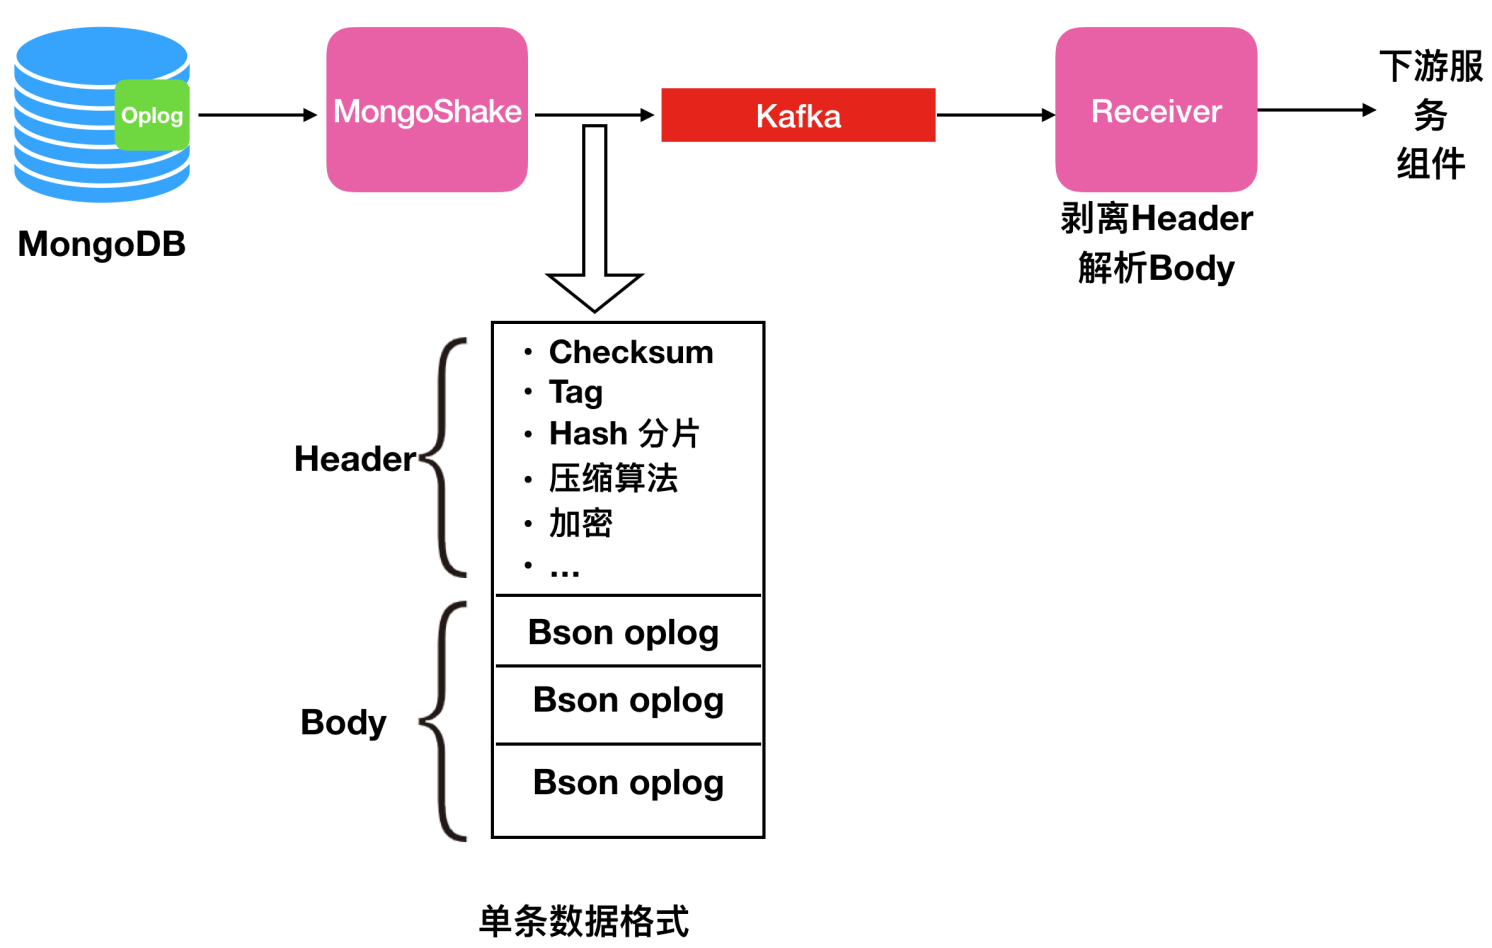 Oplog
MongoDB
MongoShake
Kafka
Receiver
剥离Header
解析Body
下游服
务
组件
Header
• Checksum
• Tag
• Hash 分片
• 压缩算法
• 加密
• ...
Body
Bson oplog
Bson oplog
Bson oplog
单条数据格式